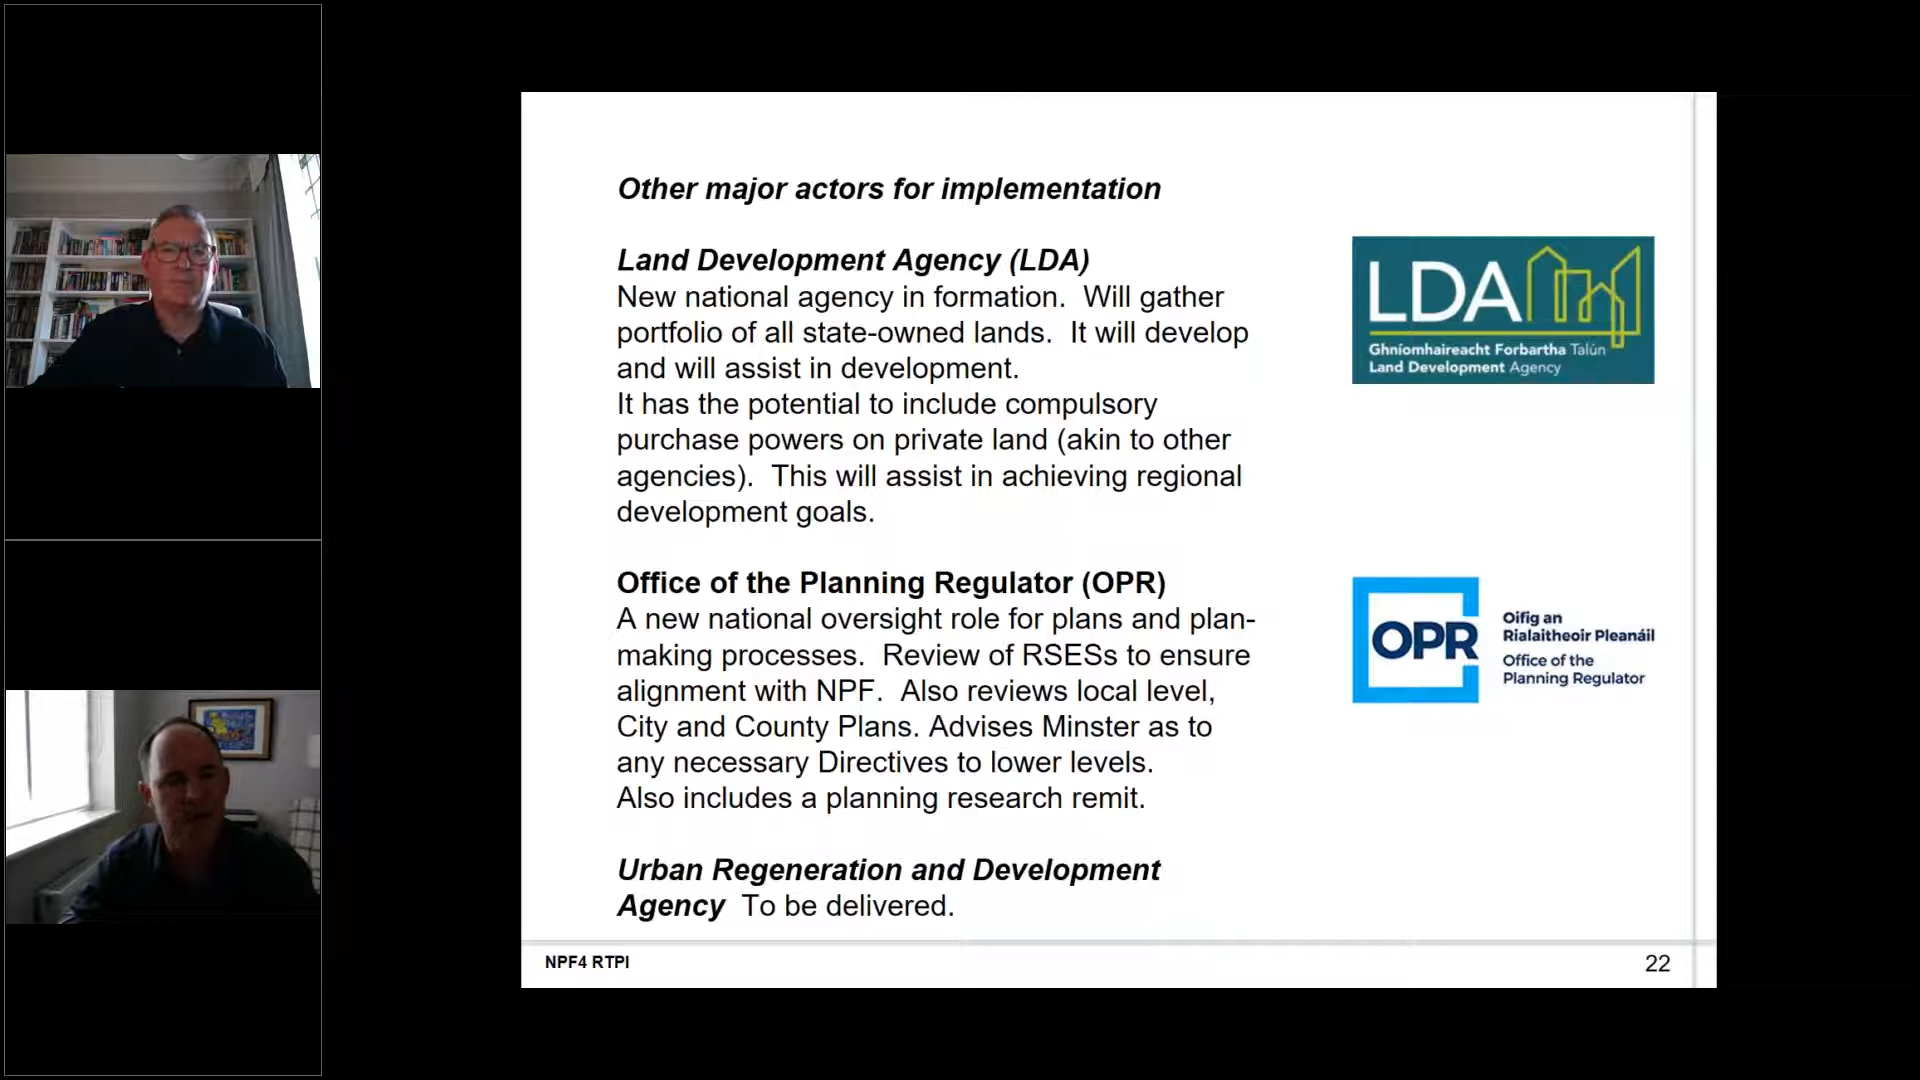 Other major actors for implementation
Land Development Agency (LDA)
New national agency in formation.  Will gather
portfolio of all state-owned lands.  It will develop
and will assist in development.
It has the potential to include compulsory
purchase powers on private land (akin to other
agencies).  This will assist in achieving regional
development goals.
Office of the Planning Regulator (OPR)
A new national oversight role for plans and plan-
making processes.  Review of RSESs to ensure
alignment with NPF.  Also reviews local level,
City and County Plans. Advises Minster as to
any necessary Directives to lower levels.
Also includes a planning research remit.
Urban Regeneration and Development
Agency  To be delivered.
LDA
Ghníomhaireacht Forbartha Talún
Land Development Agency
OPR
Oifig an
Rialaitheoir Pleanáil
Office of the
Planning Regulator
NPF4 RTPI
22